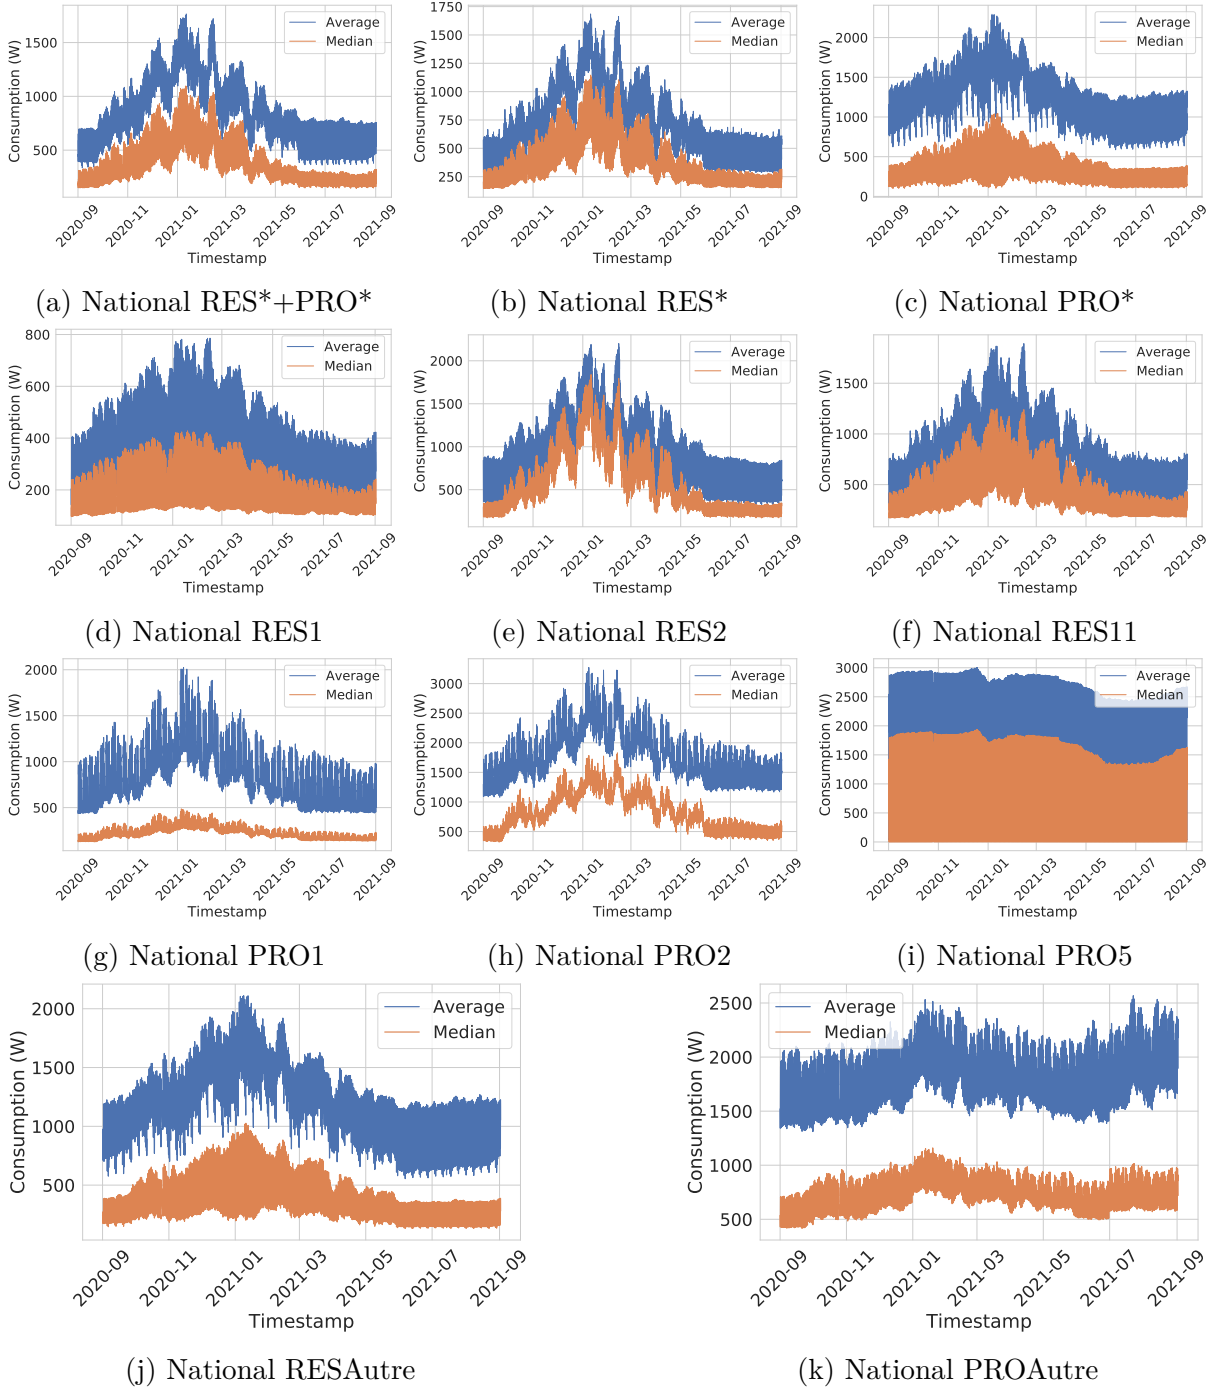 Consumption (W)
1500
1000
500
Average
Median
2020-09
2020-11
2021-01
2021-03
2021-05
2021-07
2021-09
Timestamp
(a) National RES*+PRO*
Consumption (W)
1750
1500
1250
1000
750
500
250
Average
Median
2020-09
2020-11
2021-01
2021-03
2021-05
2021-07
2021-09
Timestamp
(b) National RES*
Consumption (W)
2000
1500
1000
500
0
Average
Median
2020-09
2020-11
2021-01
2021-03
2021-05
2021-07
2021-09
Timestamp
(c) National PRO*
Consumption (W)
800
600
400
200
Average
Median
2020-09
2020-11
2021-01
2021-03
2021-05
2021-07
2021-09
Timestamp
(d) National RES1
Consumption (W)
2000
1500
1000
500
Average
Median
2020-09
2020-11
2021-01
2021-03
2021-05
2021-07
2021-09
Timestamp
(e) National RES2
Consumption (W)
1500
1000
500
Average
Median
2020-09
2020-11
2021-01
2021-03
2021-05
2021-07
2021-09
Timestamp
(f) National RES11
Consumption (W)
2000
1500
1000
500
Average
Median
2020-09
2020-11
2021-01
2021-03
2021-05
2021-07
2021-09
Timestamp
(g) National PRO1
Consumption (W)
3000
2500
2000
1500
1000
500
Average
Median
2020-09
2020-11
2021-01
2021-03
2021-05
2021-07
2021-09
Timestamp
(h) National PRO2
Consumption (W)
3000
2500
2000
1500
1000
500
0
Average
Median
2020-09
2020-11
2021-01
2021-03
2021-05
2021-07
2021-09
Timestamp
(i) National PRO5
Consumption (W)
2000
1500
1000
500
Average
Median
2020-09
2020-11
2021-01
2021-03
2021-05
2021-07
2021-09
Timestamp
(j) National RESAutre
Consumption (W)
2500
2000
1500
1000
500
Average
Median
2020-09
2020-11
2021-01
2021-03
2021-05
2021-07
2021-09
Timestamp
(k) National PROAutre